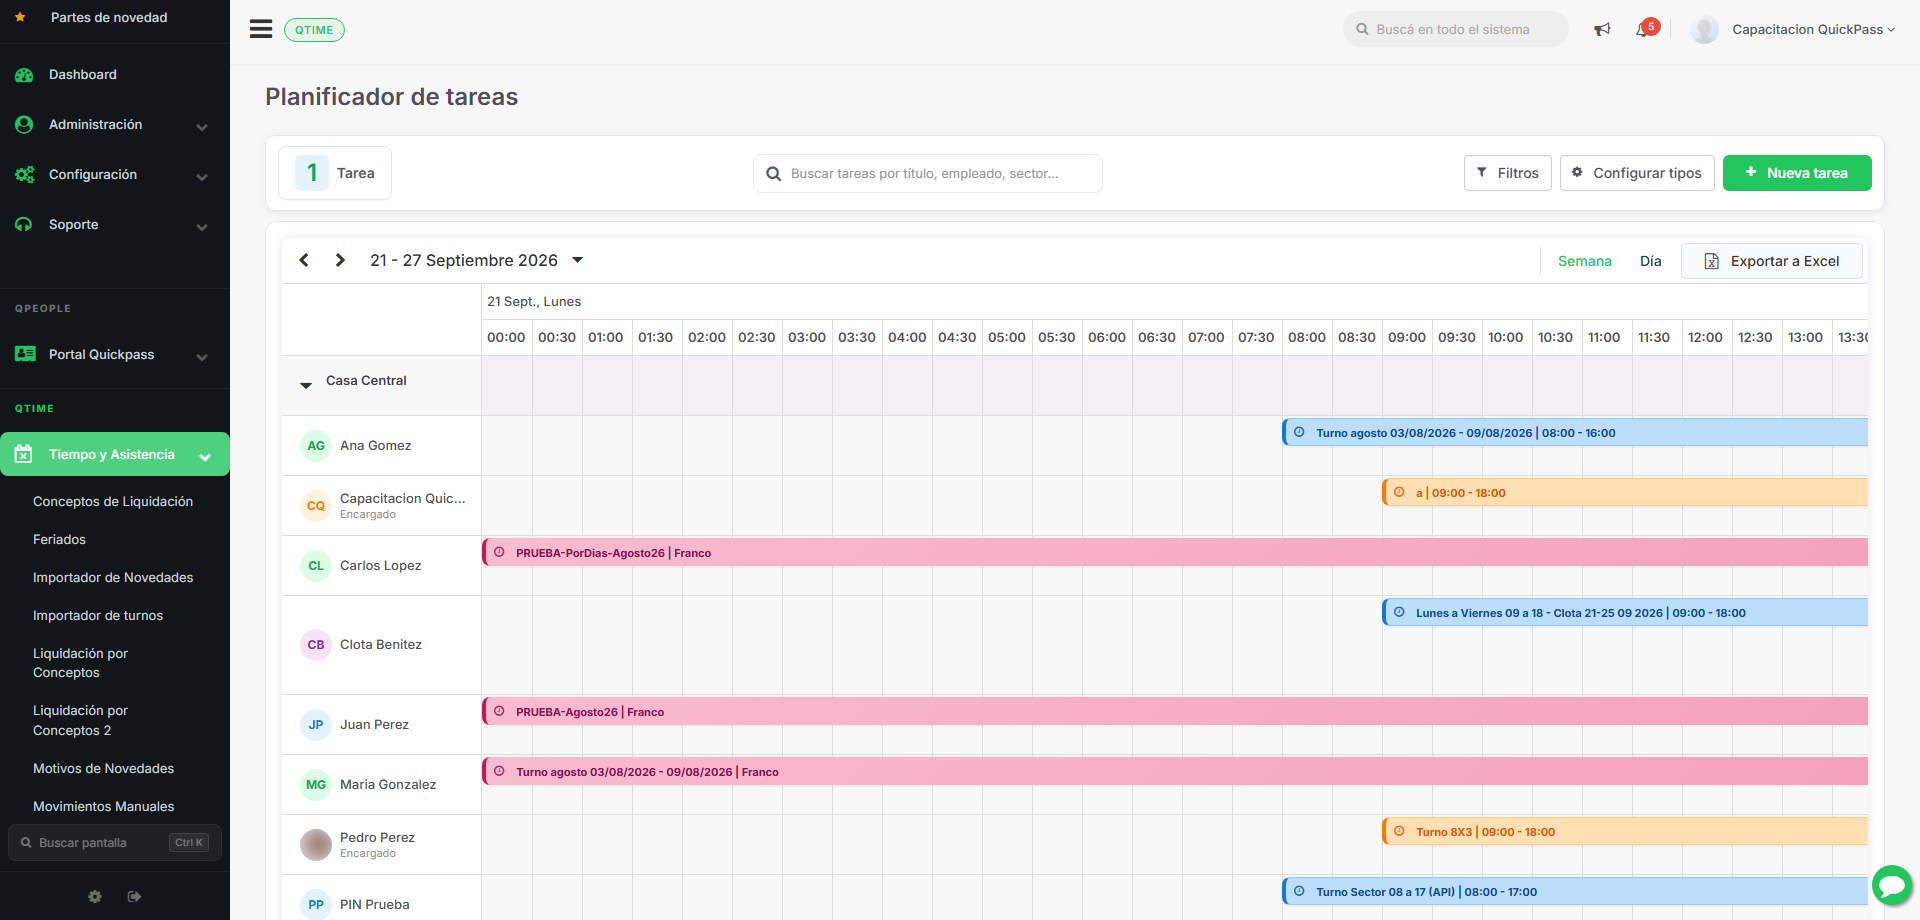 Partes de novedad
Dashboard
Administración
Configuración
Soporte
QPEOPLE
Portal Quickpass
QTIME
Tiempo y Asistencia
Conceptos de Liquidación
Feriados
Importador de Novedades
Importador de turnos
Liquidación por
Conceptos
Liquidación por
Conceptos 2
Motivos de Novedades
Movimientos Manuales
Buscar pantalla
Ctrl K
QTIME
Buscá en todo el sistema
5
Capacitacion QuickPass
Planificador de tareas
1 Tarea
Buscar tareas por título, empleado, sector...
Filtros
Configurar tipos
Nueva tarea
21 - 27 Septiembre 2026
Semana
Día
Exportar a Excel
21 Sept., Lunes
00:00 00:30 01:00 01:30 02:00 02:30 03:00 03:30 04:00 04:30 05:00 05:30 06:00 06:30 07:00 07:30 08:00 08:30 09:00 09:30 10:00 10:30 11:00 11:30 12:00 12:30 13:00 13:30
Casa Central
AG Ana Gomez
Turno agosto 03/08/2026 - 09/08/2026 | 08:00 - 16:00
CQ Capacitacion Quic...
Encargado
a | 09:00 - 18:00
CL Carlos Lopez
PRUEBA-PorDias-Agosto26 | Franco
CB Clota Benitez
Lunes a Viernes 09 a 18 - Clota 21-25 09 2026 | 09:00 - 18:00
JP Juan Perez
PRUEBA-Agosto26 | Franco
MG Maria Gonzalez
Turno agosto 03/08/2026 - 09/08/2026 | Franco
Pedro Perez
Encargado
Turno 8X3 | 09:00 - 18:00
PP PIN Prueba
Turno Sector 08 a 17 (API) | 08:00 - 17:00